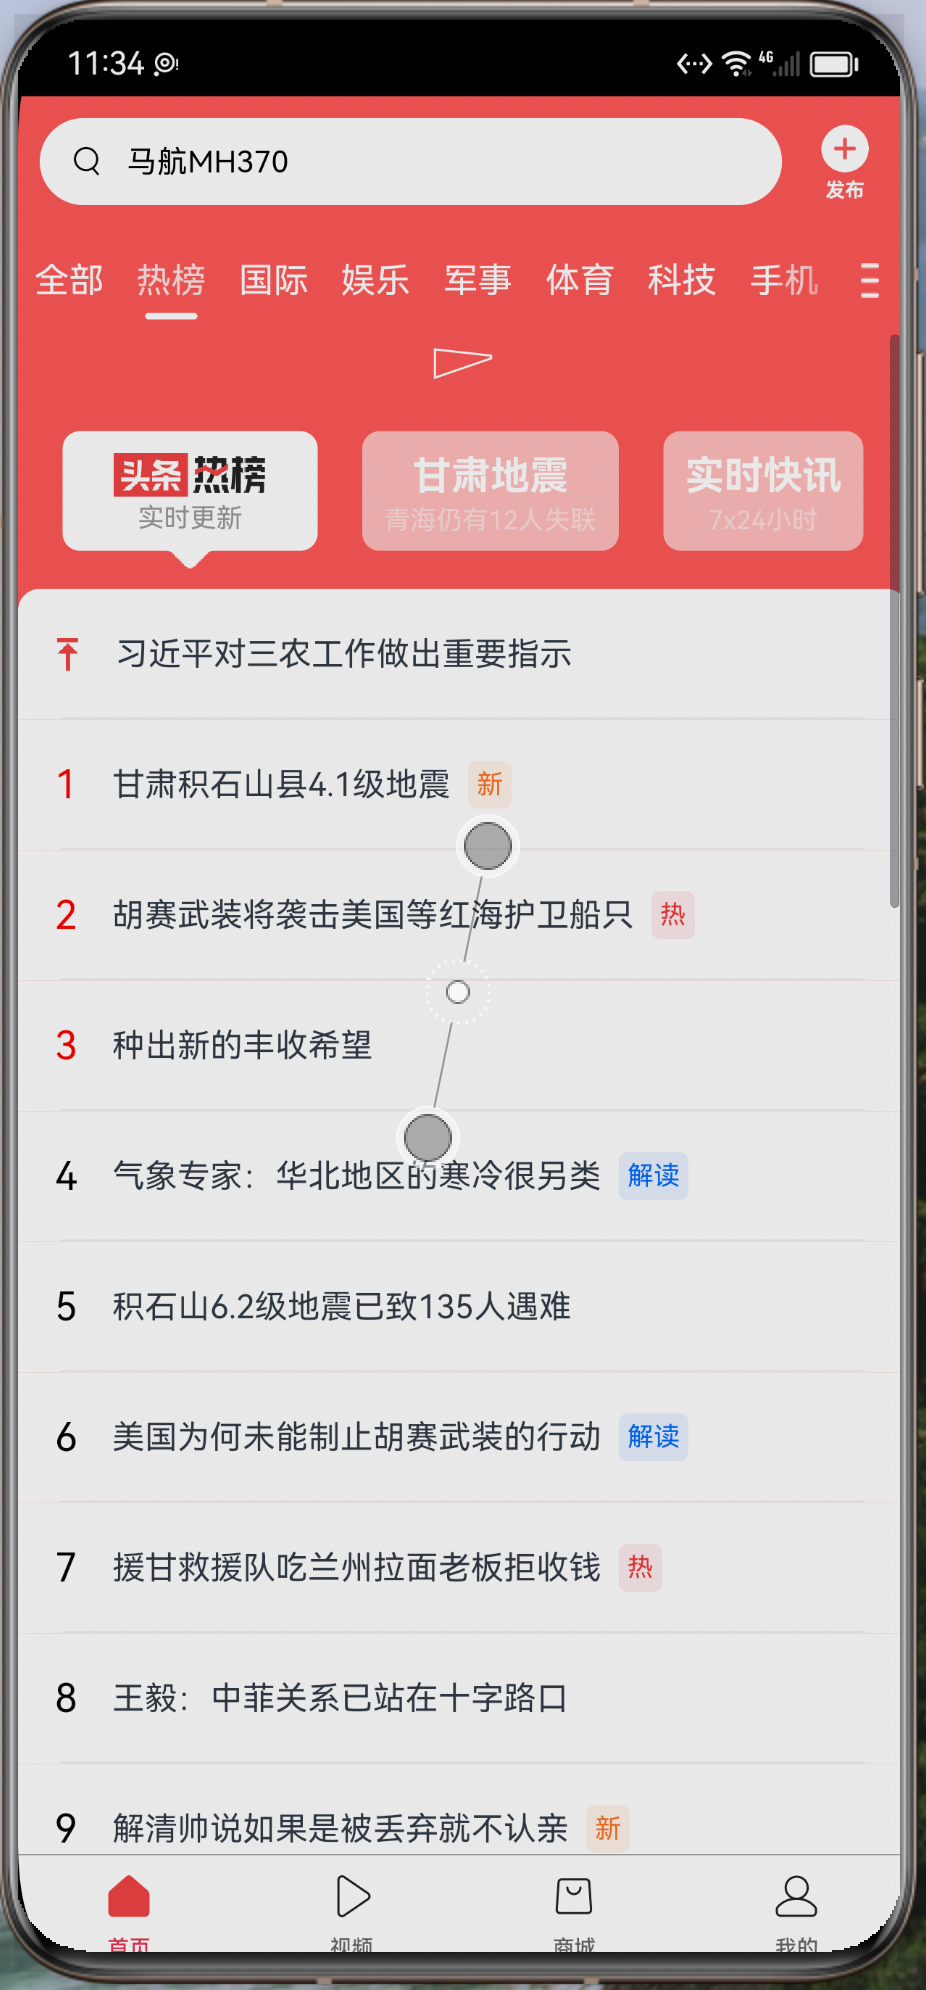 11:34
4G
马航MH370
发布
全部 热榜 国际 娱乐 军事 体育 科技 手机
头条热榜
实时更新
甘肃地震
青海仍有12人失联
实时快讯
7x24小时
习近平对三农工作做出重要指示
1 甘肃积石山县4.1级地震 新
2 胡赛武装将袭击美国等红海护卫船只 热
3 种出新的丰收希望
4 气象专家：华北地区的寒冷很另类 解读
5 积石山6.2级地震已致135人遇难
6 美国为何未能制止胡赛武装的行动 解读
7 援甘救援队吃兰州拉面老板拒收钱 热
8 王毅：中菲关系已站在十字路口
9 解清帅说如果是被丢弃就不认亲 新
首页 视频 商城 我的